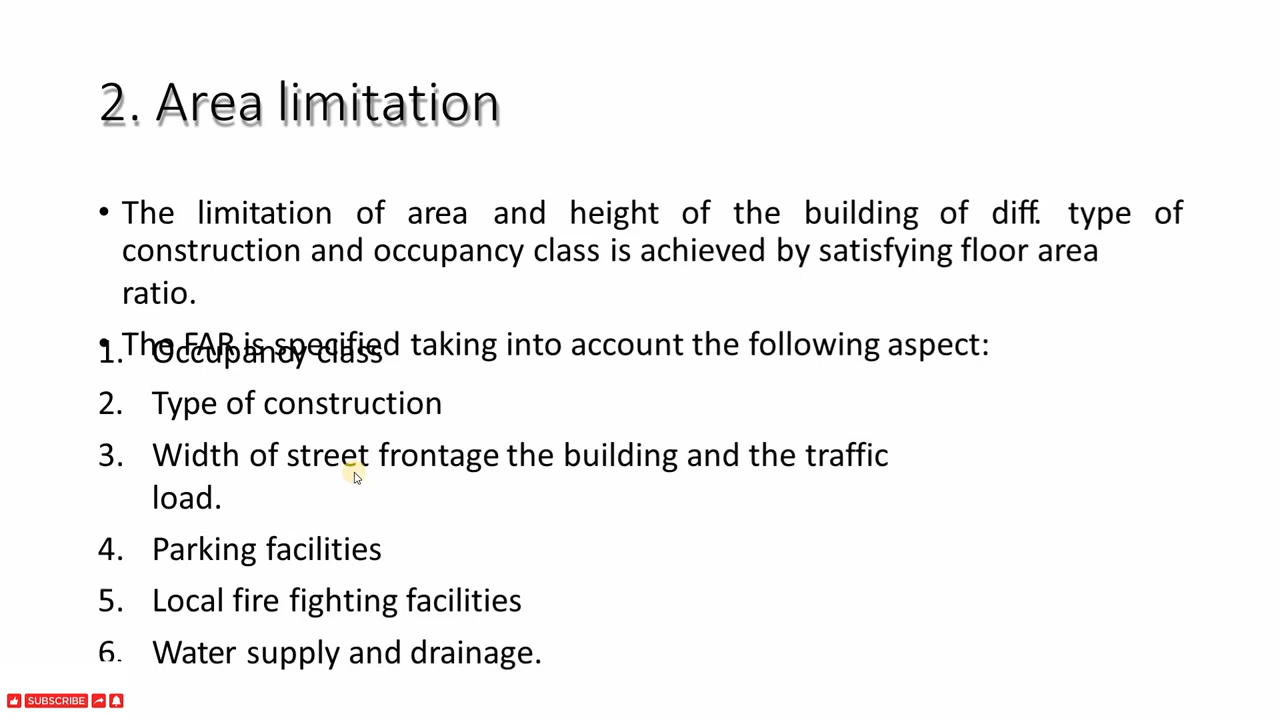 2. Area limitation
• The limitation of area and height of the building of diff. type of
construction and occupancy class is achieved by satisfying floor area
ratio.
• The FAR is specified taking into account the following aspect:
1. Occupancy class
2. Type of construction
3. Width of street frontage the building and the traffic
load.
4. Parking facilities
5. Local fire fighting facilities
6. Water supply and drainage.
SUBSCRIBE